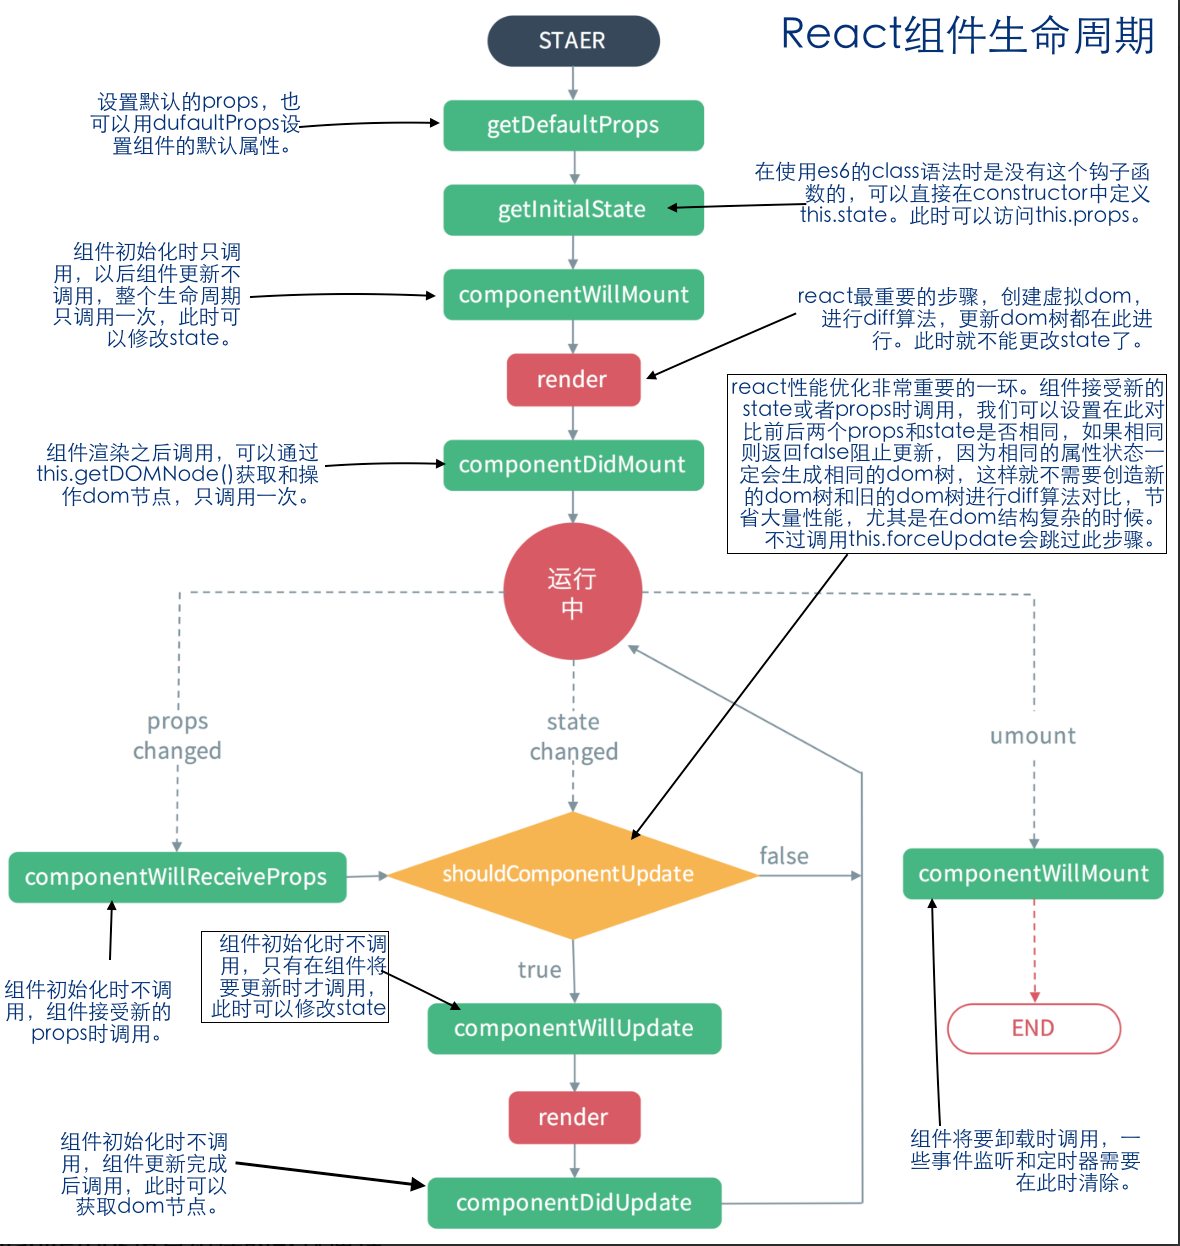 React组件生命周期
STAER
设置默认的props，也
可以用dufaultProps设
置组件的默认属性。
getDefaultProps
在使用es6的class语法时是没有这个钩子函
数的，可以直接在constructor中定义
this.state。此时可以访问this.props。
getInitialState
组件初始化时只调
用，以后组件更新不
调用，整个生命周期
只调用一次，此时可
以修改state。
componentWillMount
react最重要的步骤，创建虚拟dom，
进行diff算法，更新dom树都在此进
行。此时就不能更改state了。
render
组件渲染之后调用，可以通过
this.getDOMNode()获取和操
作dom节点，只调用一次。
componentDidMount
react性能优化非常重要的一环。组件接受新的
state或者props时调用，我们可以设置在此对
比前后两个props和state是否相同，如果相同
则返回false阻止更新，因为相同的属性状态一
定会生成相同的dom树，这样就不需要创造新
的dom树和旧的dom树进行diff算法对比，节
省大量性能，尤其是在dom结构复杂的时候。
不过调用this.forceUpdate会跳过此步骤。
运行
中
props
changed
state
changed
umount
componentWillReceiveProps
shouldComponentUpdate
false
componentWillMount
组件初始化时不调
用，组件接受新的
props时调用。
组件初始化时不调
用，只有在组件将
要更新时才调用，
此时可以修改state
true
componentWillUpdate
END
render
组件初始化时不调
用，组件更新完成
后调用，此时可以
获取dom节点。
componentDidUpdate
组件将要卸载时调用，一
些事件监听和定时器需要
在此时清除。